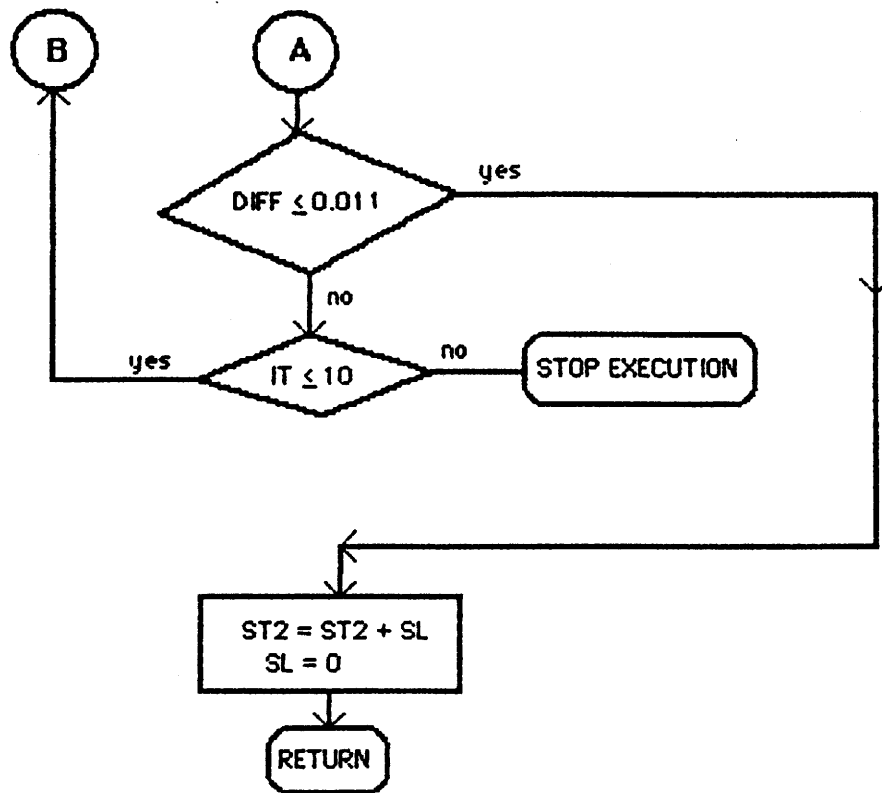 B
A
yes
DIFF ≤ 0.011
no
yes
IT ≤ 10
no
STOP EXECUTION
ST2 = ST2 + SL
SL = 0
RETURN